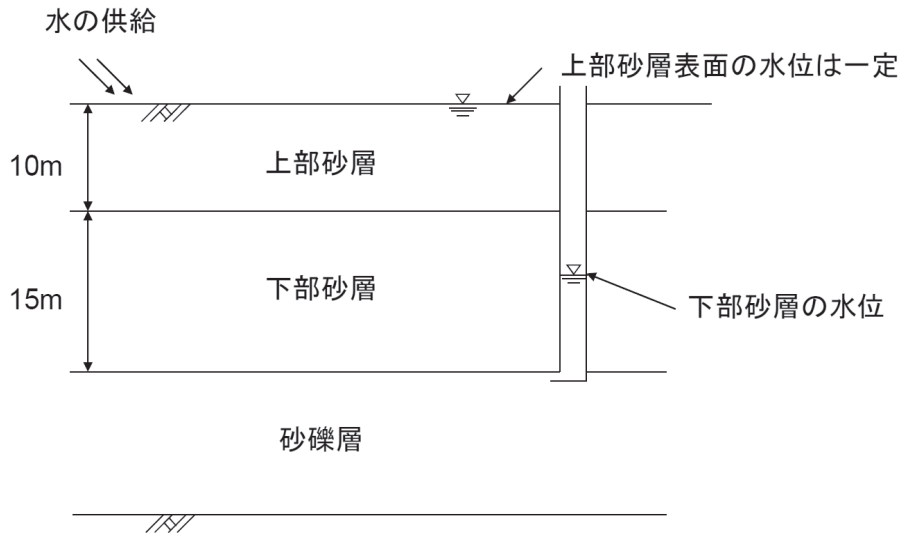 水の供給
上部砂層表面の水位は一定
10m
上部砂層
15m
下部砂層
下部砂層の水位
砂礫層